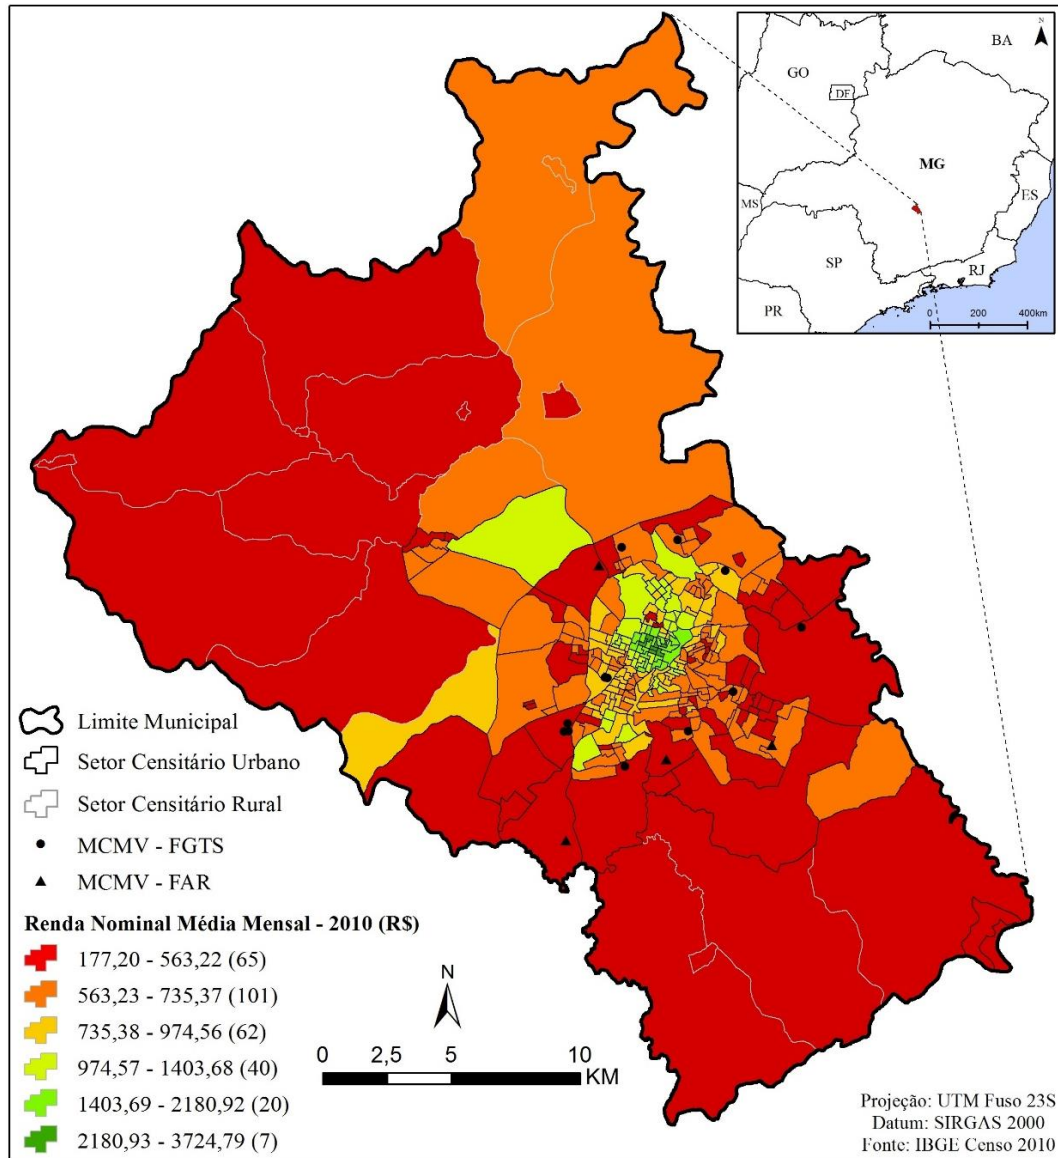 N
BA
GO
DF
MG
ES
MS
SP
RJ
PR
0 200 400km
Limite Municipal
Setor Censitário Urbano
Setor Censitário Rural
MCMV - FGTS
MCMV - FAR
Renda Nominal Média Mensal - 2010 (R$)
177,20 - 563,22 (65)
563,23 - 735,37 (101)
735,38 - 974,56 (62)
974,57 - 1403,68 (40)
1403,69 - 2180,92 (20)
2180,93 - 3724,79 (7)
N
0 2,5 5 10
KM
Projeção: UTM Fuso 23S
Datum: SIRGAS 2000
Fonte: IBGE Censo 2010